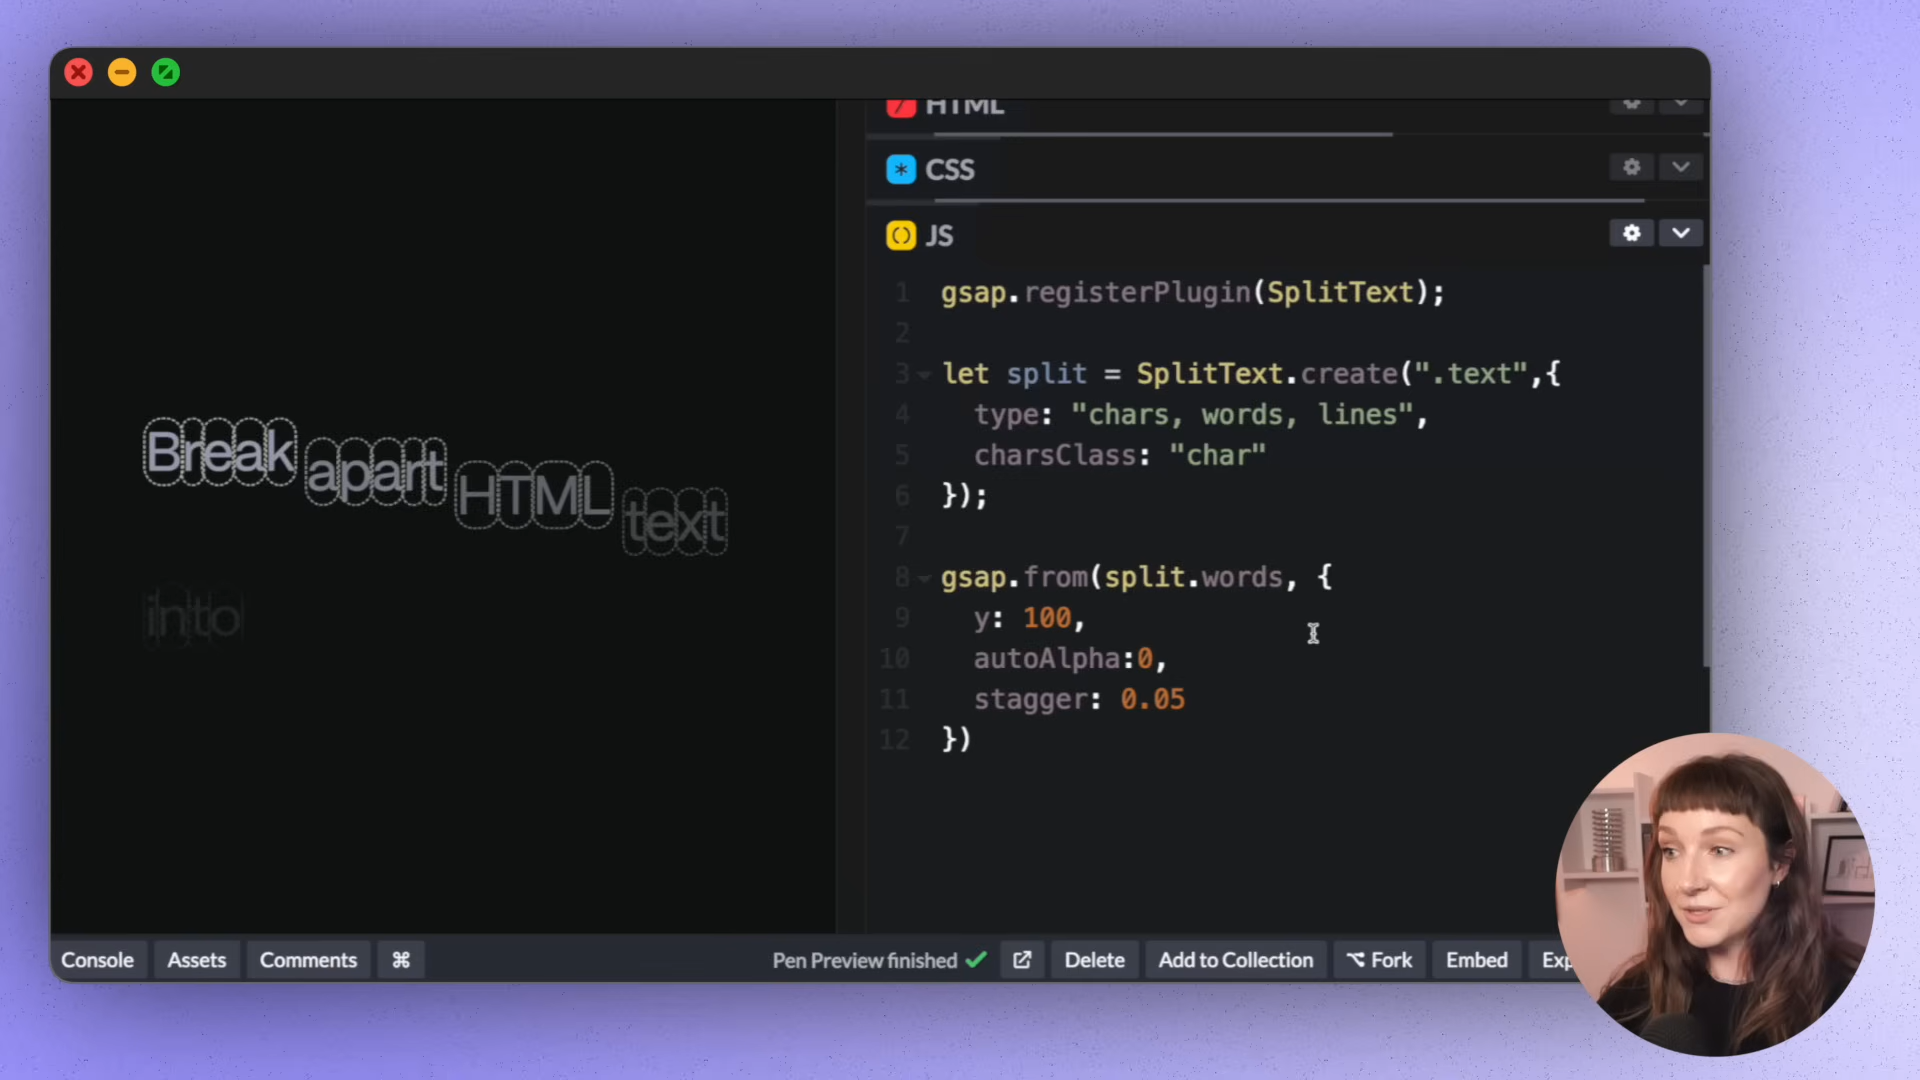 HTML
CSS
JS
1 gsap.registerPlugin(SplitText);
2
3 let split = SplitText.create(".text",{
4 type: "chars, words, lines",
5 charsClass: "char"
6 });
7
8 gsap.from(split.words, {
9 y: 100,
10 autoAlpha:0,
11 stagger: 0.05
12 })
Break apart HTML text
into
Console Assets Comments ⌘ Pen Preview finished Delete Add to Collection Fork Embed Exp